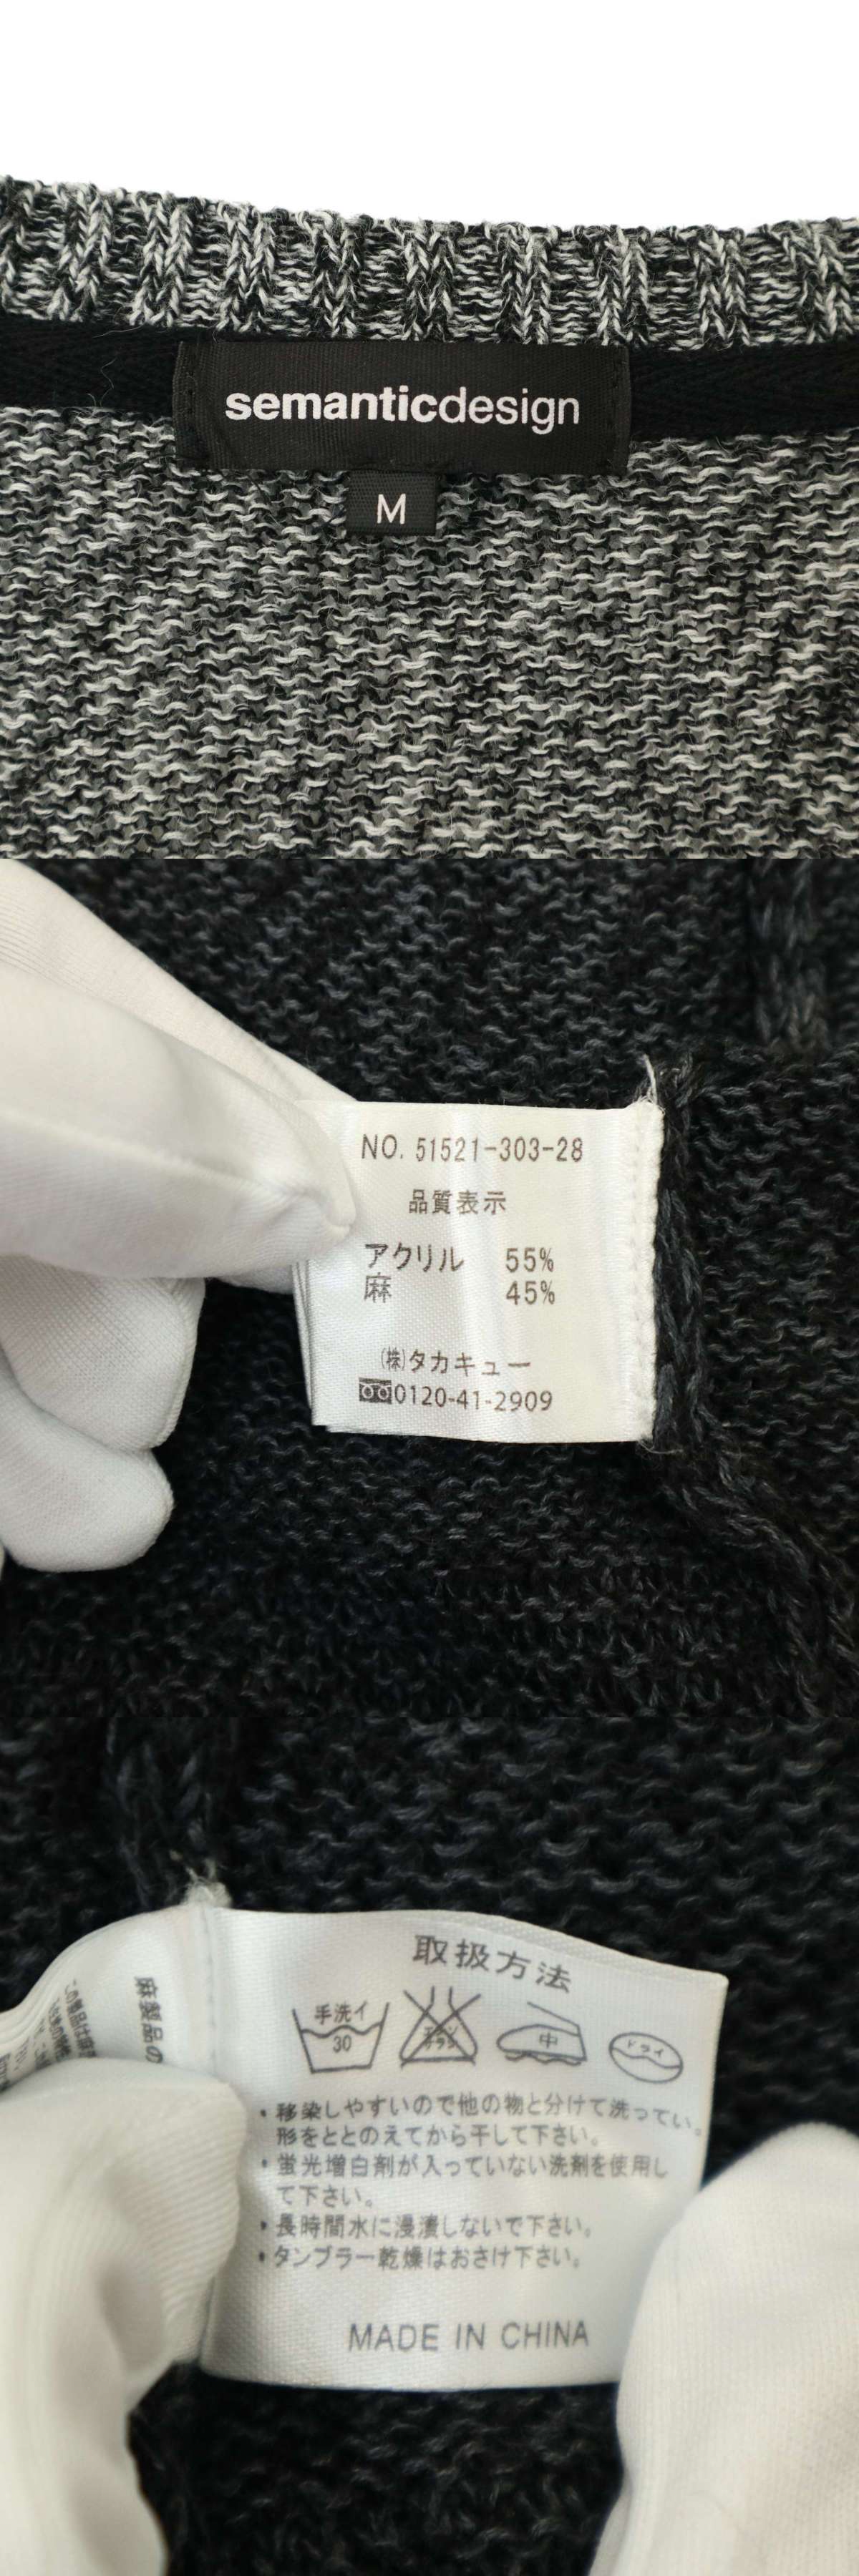 semanticdesign
M
NO. 51521-303-28
品質表示
アクリル 55%
麻 45%
(株)タカキュー
0120-41-2909
取扱方法
手洗イ
30
中
ドライ
麻製品の
・移染しやすいので他の物と分けて洗ってい。
形をととのえてから干して下さい。
・蛍光増白剤が入っていない洗剤を使用し
て下さい。
・長時間水に浸漬しないで下さい。
・タンブラー乾燥はおさけ下さい。
MADE IN CHINA